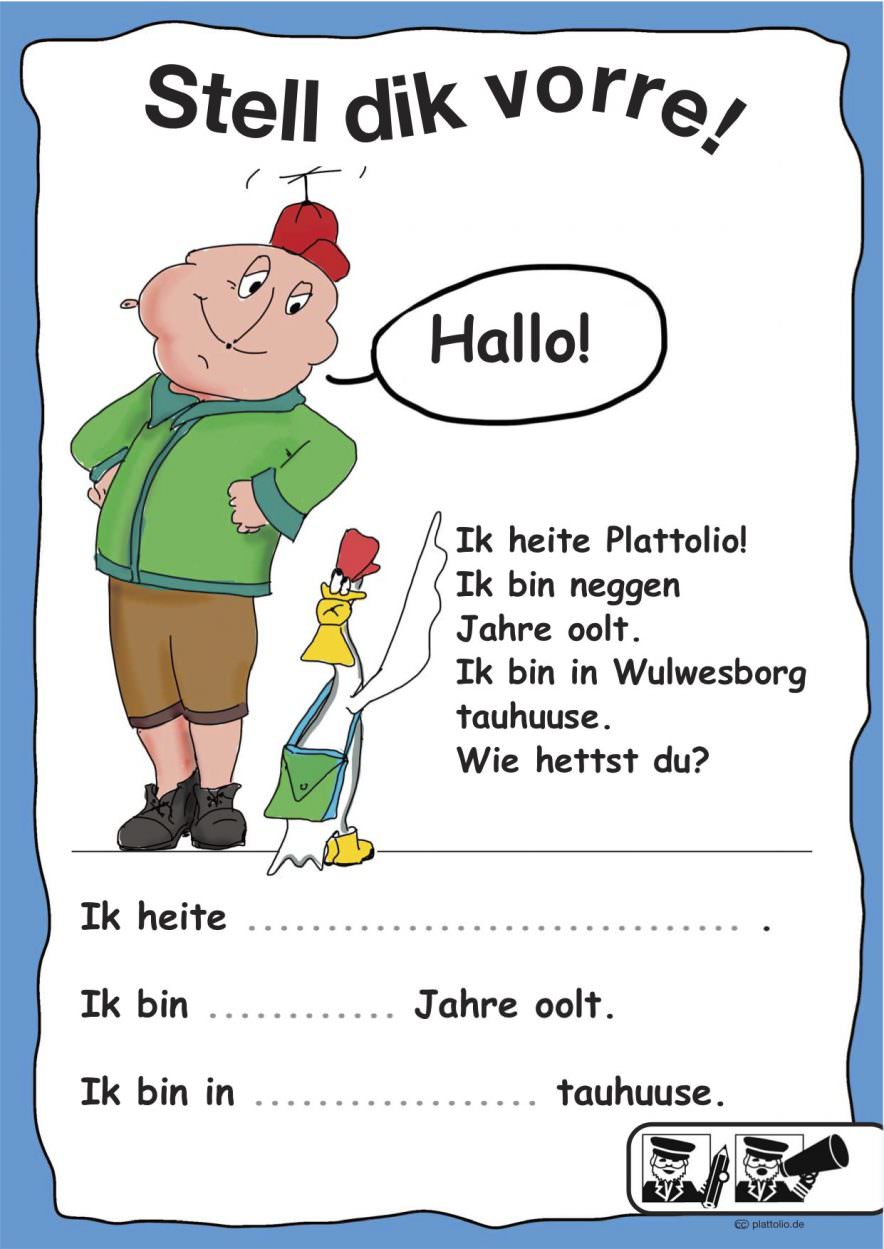 Stell dik vorre!
Hallo!
Ik heite Plattolio!
Ik bin neggen
Jahre oolt.
Ik bin in Wulwesborg
tauhuuse.
Wie hettst du?
Ik heite .............................. .
Ik bin ............ Jahre oolt.
Ik bin in .................. tauhuuse.
cc plattolio.de